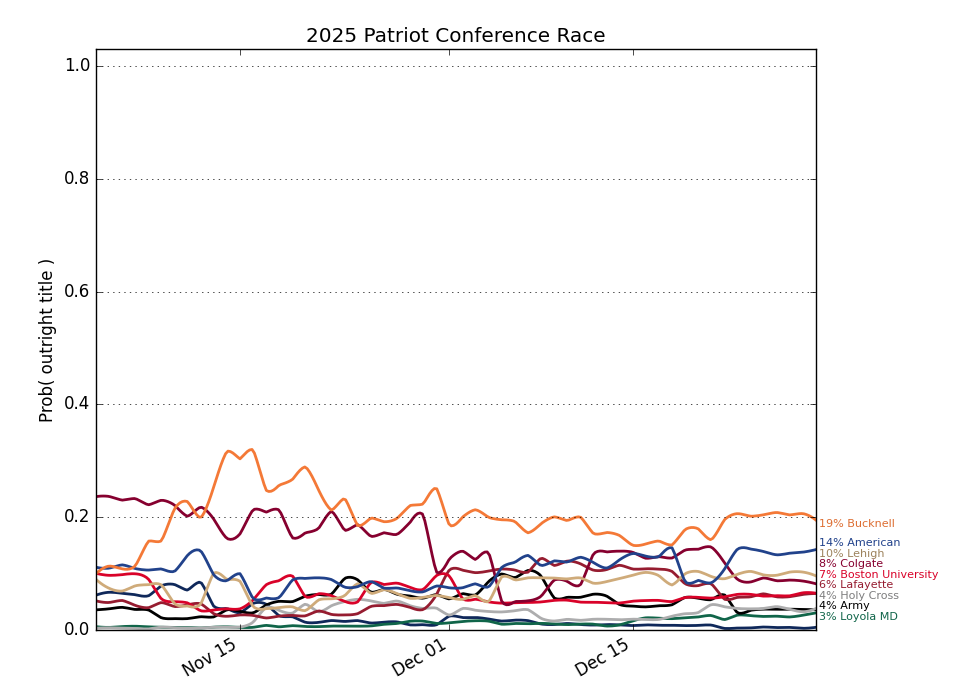 2025 Patriot Conference Race
Prob( outright title )
1.0
0.8
0.6
0.4
0.2
0.0
Nov 15
Dec 01
Dec 15
19% Bucknell
14% American
10% Lehigh
8% Colgate
7% Boston University
6% Lafayette
4% Holy Cross
4% Army
3% Loyola MD